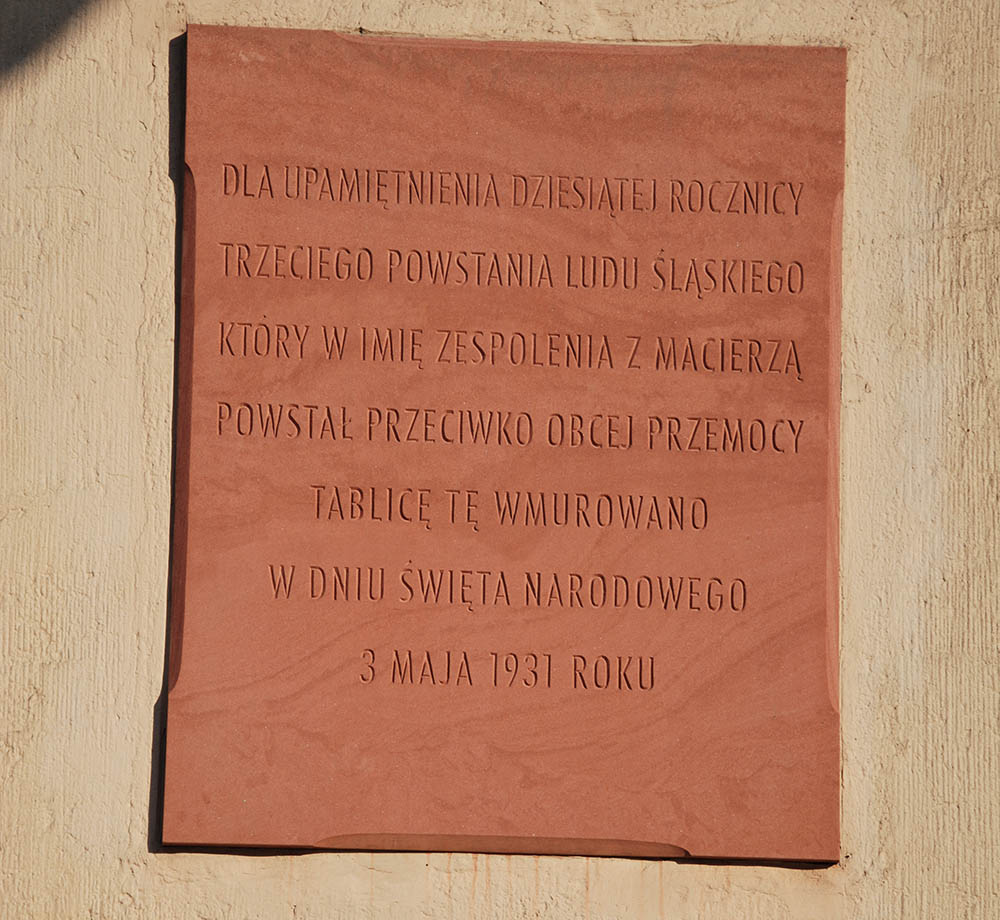 DLA UPAMIĘTNIENIA DZIESIĄTEJ ROCZNICY
TRZECIEGO POWSTANIA LUDU ŚLĄSKIEGO
KTÓRY W IMIĘ ZESPOLENIA Z MACIERZĄ
POWSTAŁ PRZECIWKO OBCEJ PRZEMOCY
TABLICĘ TĘ WMUROWANO
W DNIU ŚWIĘTA NARODOWEGO
3 MAJA 1931 ROKU